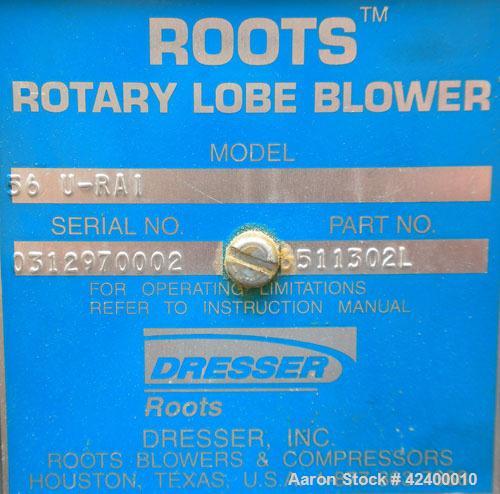 ROOTS™
ROTARY LOBE BLOWER
MODEL
56 U-RAI
SERIAL NO. PART NO.
0312970002 511302L
FOR OPERATING LIMITATIONS
REFER TO INSTRUCTION MANUAL
DRESSER
Roots
DRESSER, INC.
ROOTS BLOWERS & COMPRESSORS
HOUSTON, TEXAS, U.S.A.
Aaron Stock # 42400010